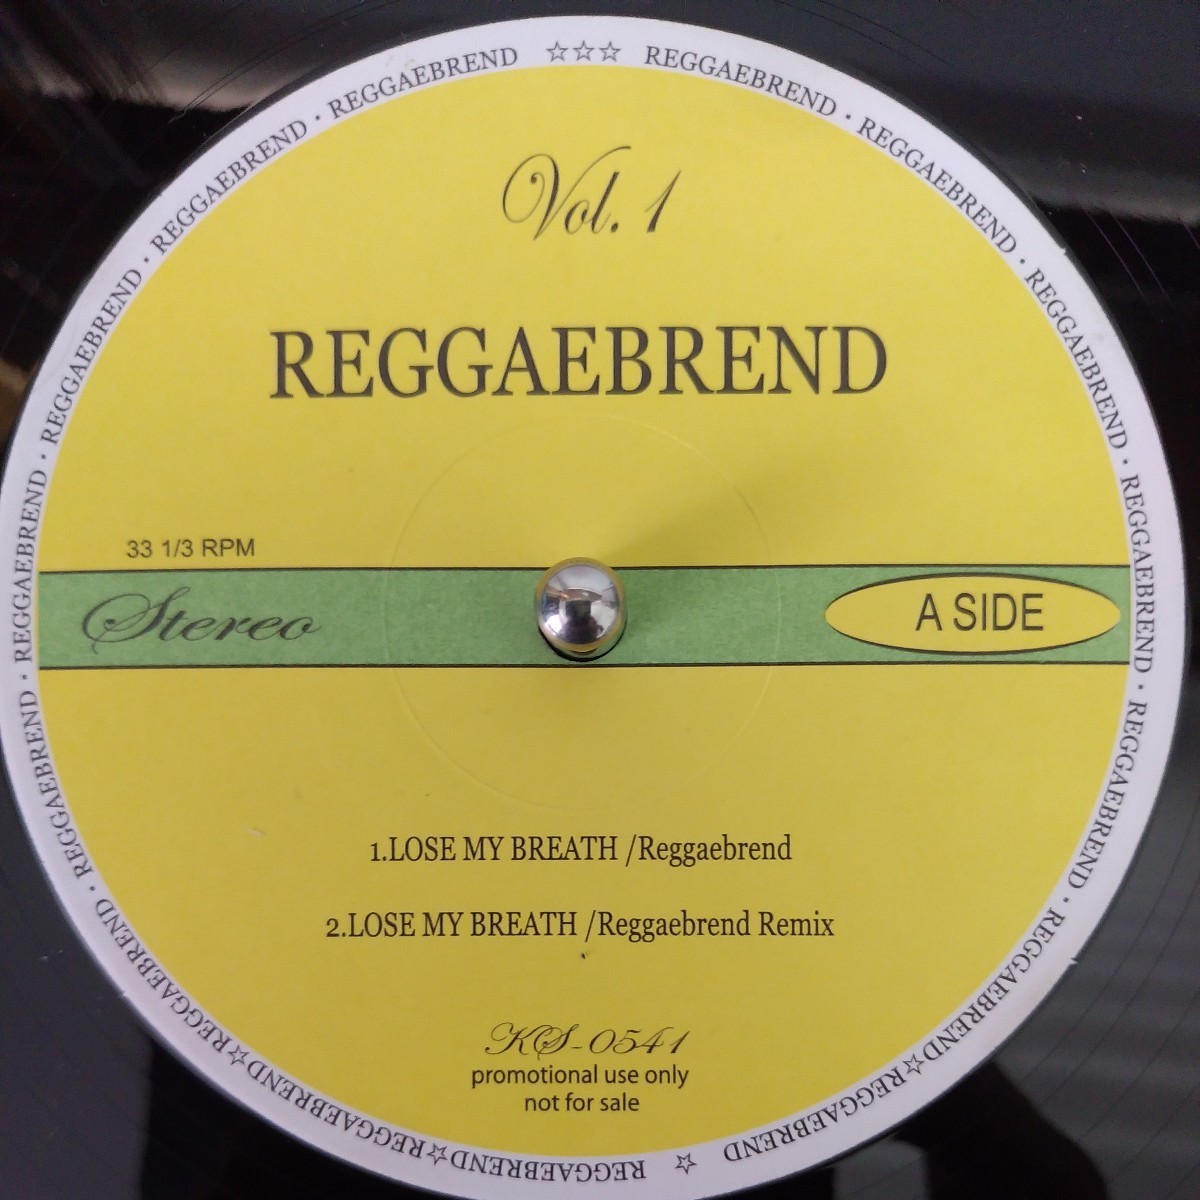 REGGAEBREND ☆☆☆ REGGAEBREND · REGGAEBREND · REGGAEBREND · REGGAEBREND · REGGAEBREND · REGGAEBREND☆REGGAEBREND ☆ REGGAEBREND☆REGGAEBREND☆REGGAEBREND · REGGAEBREND · REGGAEBREND · REGGAEBREND · REGGAEBREND ·
Vol. 1
REGGAEBREND
33 1/3 RPM
Stereo
A SIDE
1.LOSE MY BREATH /Reggaebrend
2.LOSE MY BREATH /Reggaebrend Remix
KS-0541
promotional use only
not for sale